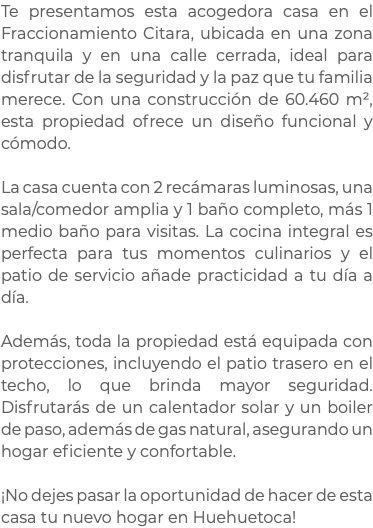 Te presentamos esta acogedora casa en el
Fraccionamiento Citara, ubicada en una zona
tranquila y en una calle cerrada, ideal para
disfrutar de la seguridad y la paz que tu familia
merece. Con una construcción de 60.460 m²,
esta propiedad ofrece un diseño funcional y
cómodo.

La casa cuenta con 2 recámaras luminosas, una
sala/comedor amplia y 1 baño completo, más 1
medio baño para visitas. La cocina integral es
perfecta para tus momentos culinarios y el
patio de servicio añade practicidad a tu día a
día.

Además, toda la propiedad está equipada con
protecciones, incluyendo el patio trasero en el
techo, lo que brinda mayor seguridad.
Disfrutarás de un calentador solar y un boiler
de paso, además de gas natural, asegurando un
hogar eficiente y confortable.

¡No dejes pasar la oportunidad de hacer de esta
casa tu nuevo hogar en Huehuetoca!